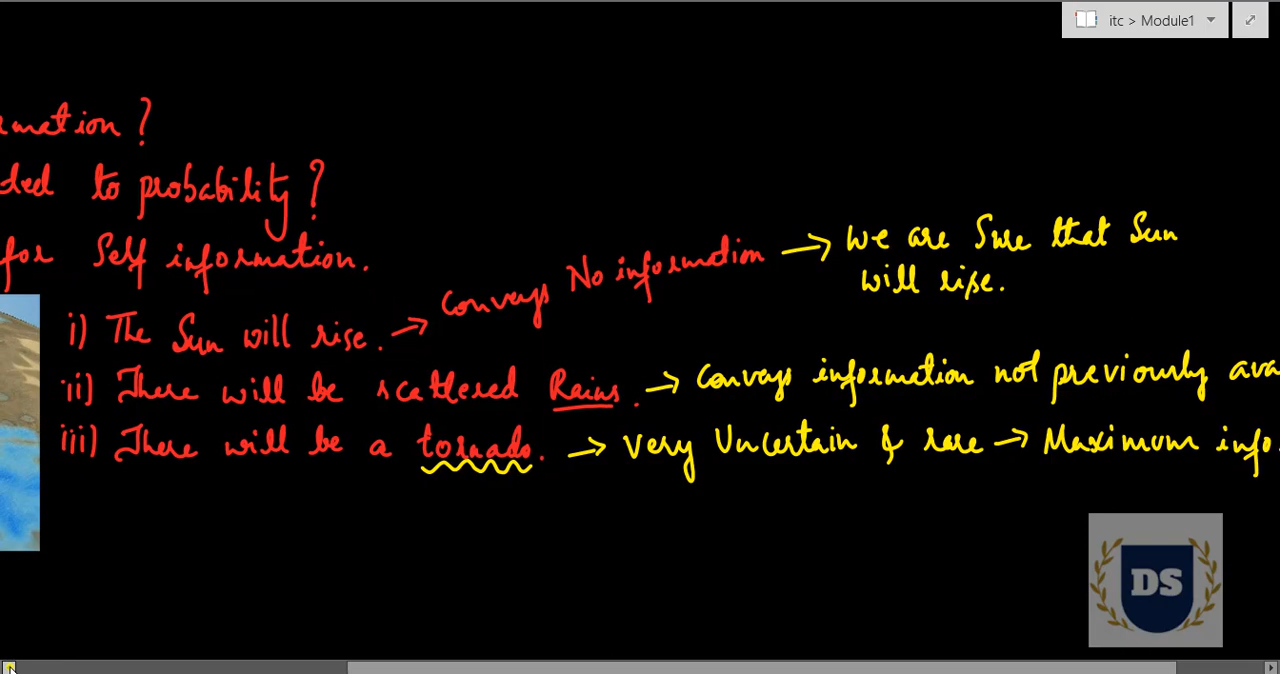 itc > Module1
rmation ?
ded to probability ?
for Self information.
Conveys No information → We are Sure that Sun
will rise.
i) The Sun will rise. →
ii) There will be scattered Rains. → Conveys information not previously ava
iii) There will be a tornado. → Very Uncertain & rare → Maximum info.
DS